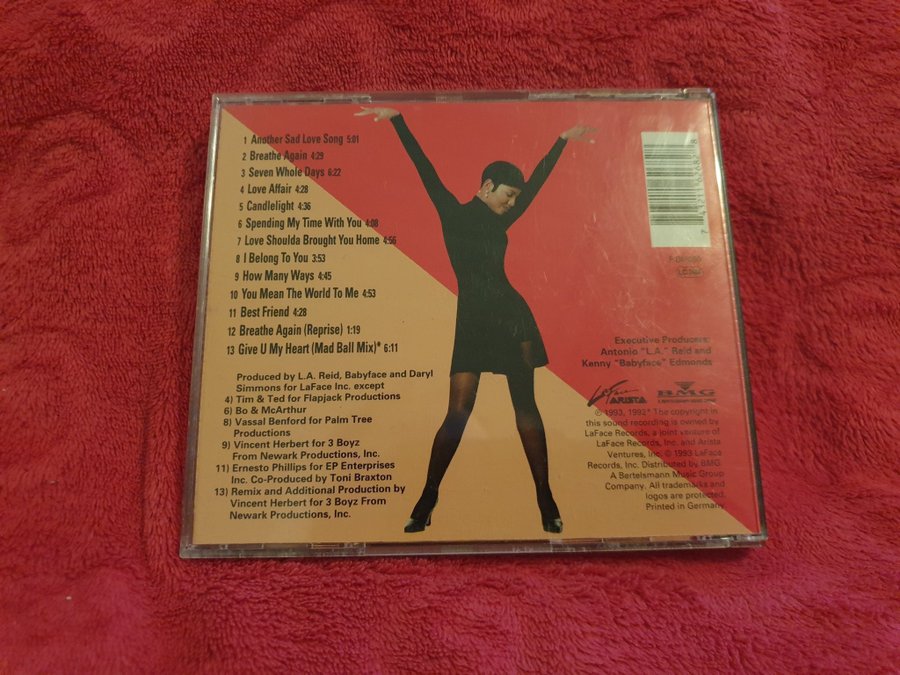 1 Another Sad Love Song 5:01
2 Breathe Again 4:29
3 Seven Whole Days 6:22
4 Love Affair 4:28
5 Candlelight 4:36
6 Spending My Time With You 4:08
7 Love Shoulda Brought You Home 4:56
8 I Belong To You 3:53
9 How Many Ways 4:45
10 You Mean The World To Me 4:53
11 Best Friend 4:28
12 Breathe Again (Reprise) 1:19
13 Give U My Heart (Mad Ball Mix)* 6:11
Produced by L.A. Reid, Babyface and Daryl
Simmons for LaFace Inc. except
4) Tim & Ted for Flapjack Productions
6) Bo & McArthur
8) Vassal Benford for Palm Tree
Productions
9) Vincent Herbert for 3 Boyz
From Newark Productions, Inc.
11) Ernesto Phillips for EP Enterprises
Inc. Co-Produced by Toni Braxton
13) Remix and Additional Production by
Vincent Herbert for 3 Boyz From
Newark Productions, Inc.
Executive Producers:
Antonio "L.A." Reid and
Kenny "Babyface" Edmonds
LaFace
ARISTA
BMG
℗ 1993, 1992* The copyright in
this sound recording is owned by
LaFace Records, a joint venture of
LaFace Records, Inc. and Arista
Ventures, Inc. © 1993 LaFace
Records, Inc. Distributed by BMG
A Bertelsmann Music Group
Company. All trademarks and
logos are protected.
Printed in Germany